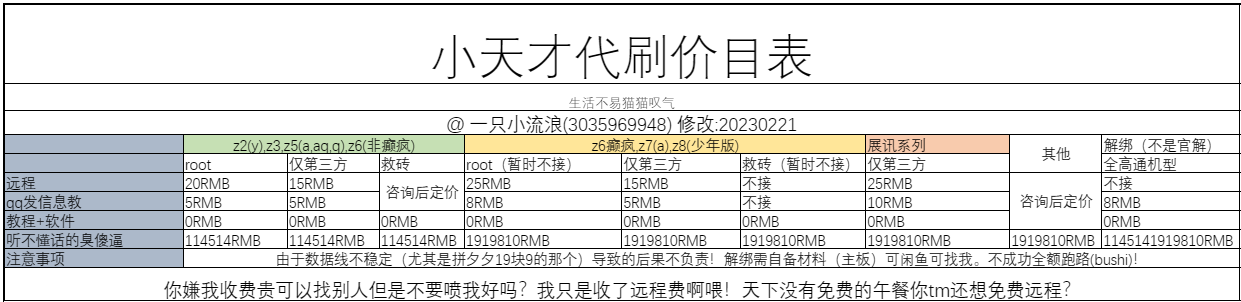 小天才代刷价目表
生活不易猫猫叹气
@ 一只小流浪(3035969948) 修改:20230221
z2(y),z3,z5(a,aq,q),z6(非癫疯) z6癫疯,z7(a),z8(少年版) 展讯系列 其他 解绑（不是官解）
root 仅第三方 救砖 root（暂时不接） 仅第三方 救砖（暂时不接） 仅第三方 全高通机型
远程 20RMB 15RMB 咨询后定价 25RMB 15RMB 不接 25RMB 咨询后定价 不接
qq发信息教 5RMB 5RMB 8RMB 5RMB 不接 10RMB 8RMB
教程+软件 0RMB 0RMB 0RMB 0RMB 0RMB 0RMB 0RMB 0RMB
听不懂话的臭傻逼 114514RMB 114514RMB 114514RMB 1919810RMB 1919810RMB 1919810RMB 1919810RMB 1919810RMB 1145141919810RMB
注意事项 由于数据线不稳定（尤其是拼夕夕19块9的那个）导致的后果不负责！解绑需自备材料（主板）可闲鱼可找我。不成功全额跑路(bushi)！
你嫌我收费贵可以找别人但是不要喷我好吗？我只是收了远程费啊喂！天下没有免费的午餐你tm还想免费远程？